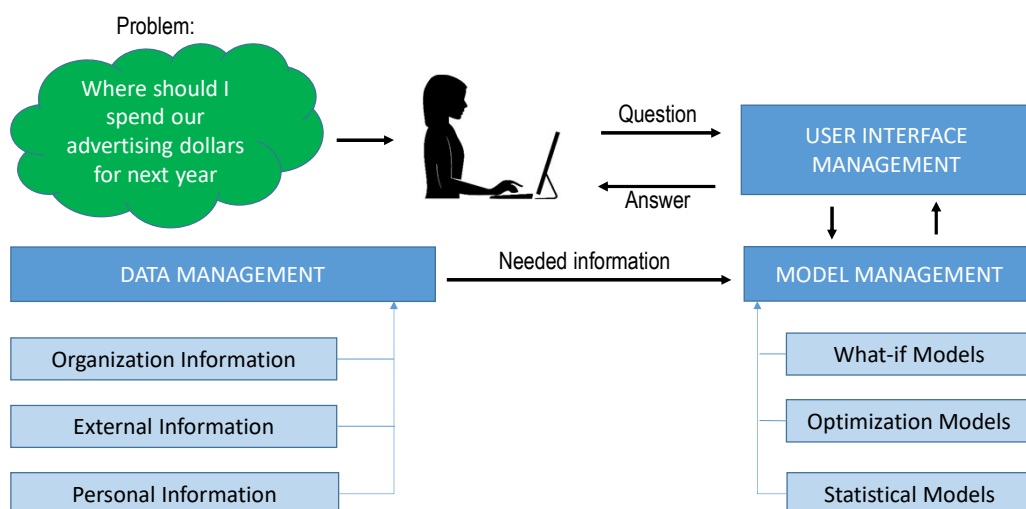 Problem:
Where should I
spend our
advertising dollars
for next year
Question
Answer
USER INTERFACE
MANAGEMENT
DATA MANAGEMENT
Needed information
MODEL MANAGEMENT
Organization Information
External Information
Personal Information
What-if Models
Optimization Models
Statistical Models